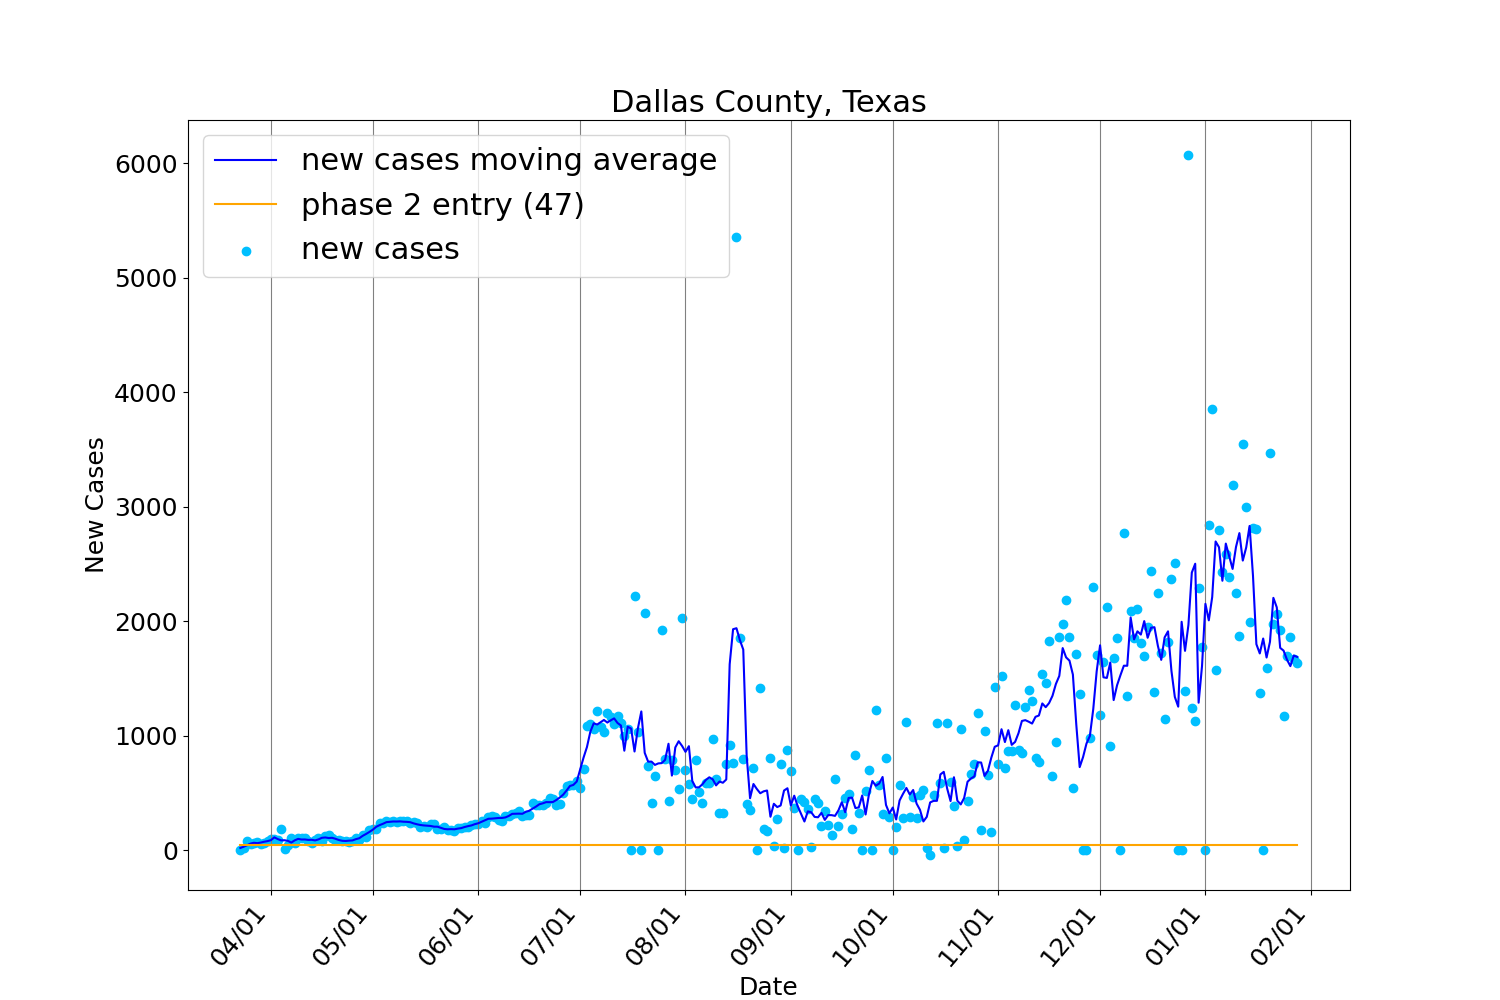 Dallas County, Texas
new cases moving average
phase 2 entry (47)
new cases
6000
5000
4000
3000
2000
1000
0
New Cases
04/01 05/01 06/01 07/01 08/01 09/01 10/01 11/01 12/01 01/01 02/01
Date